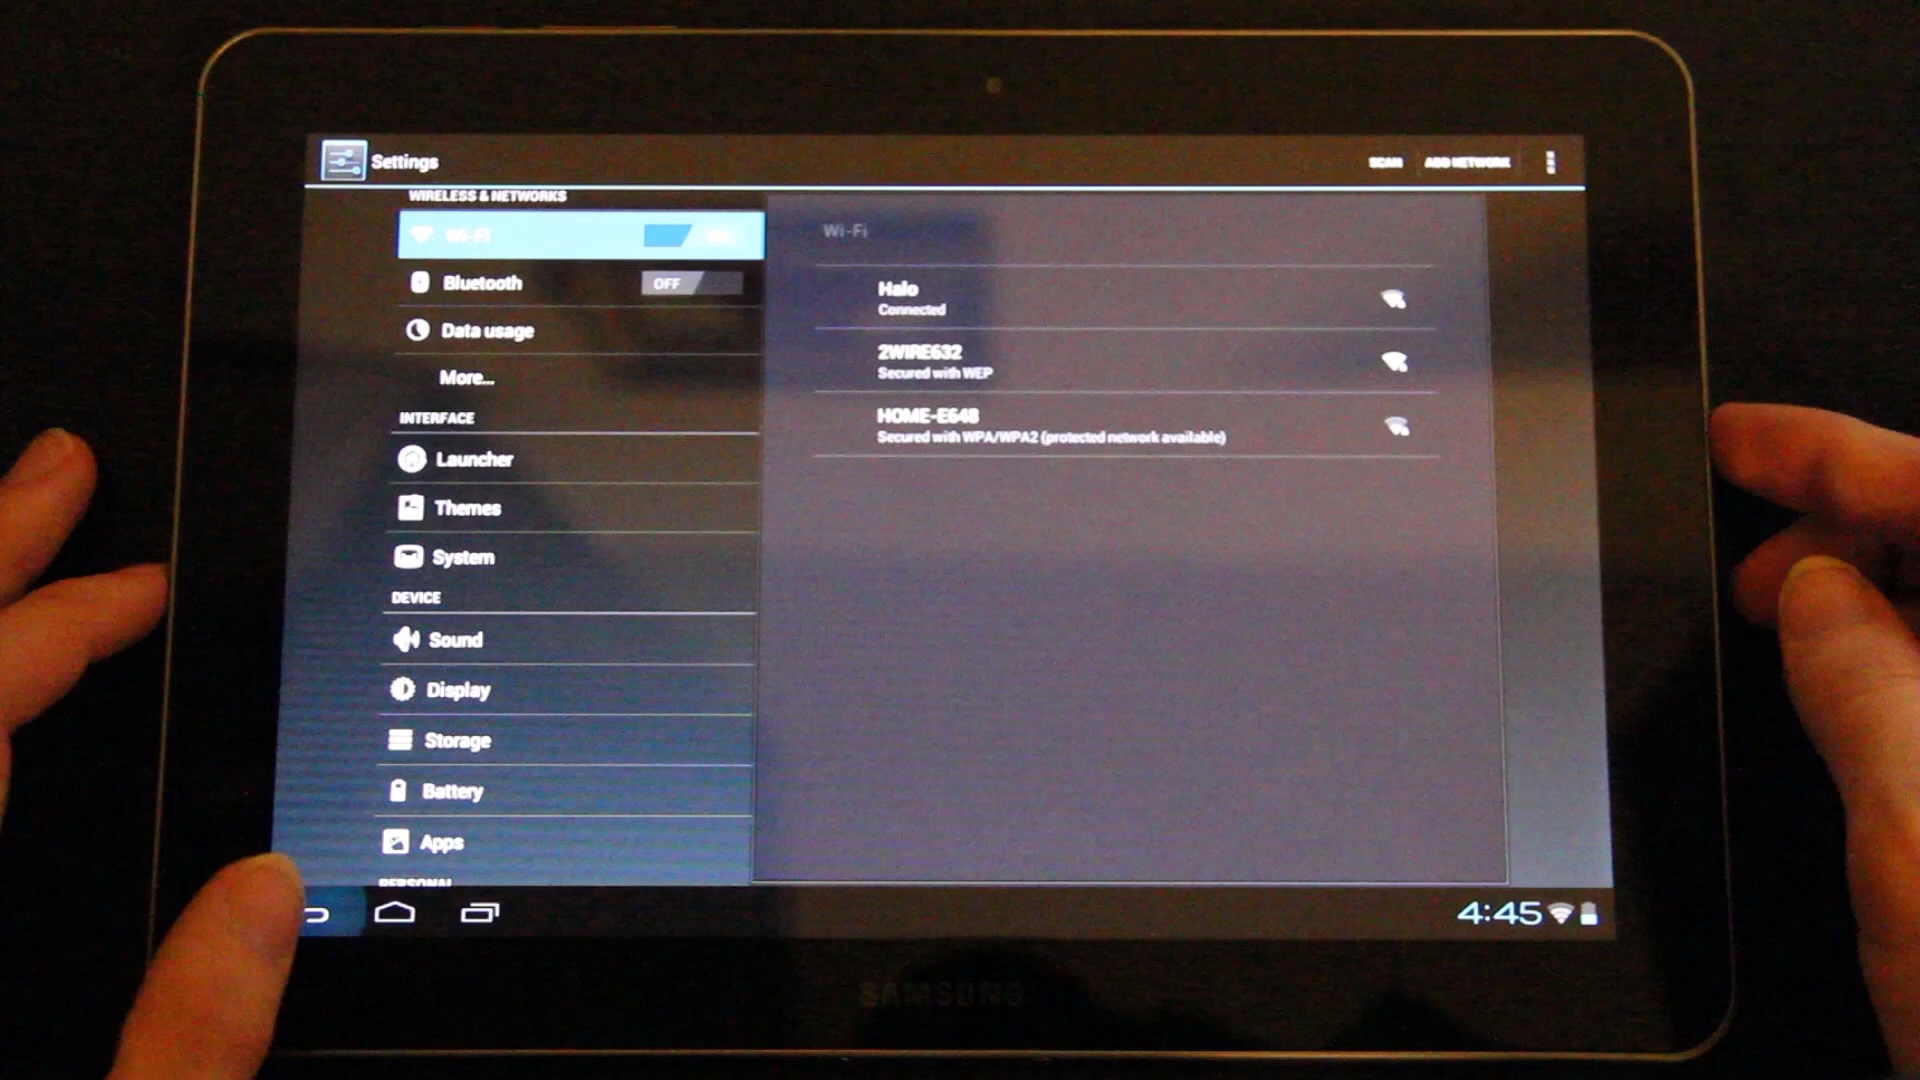 Settings
SCAN
ADD NETWORK
WIRELESS & NETWORKS
Wi-Fi
ON
Bluetooth
OFF
Data usage
More...
INTERFACE
Launcher
Themes
System
DEVICE
Sound
Display
Storage
Battery
Apps
PERSONAL
Wi-Fi
Halo
Connected
2WIRE632
Secured with WEP
HOME-E648
Secured with WPA/WPA2 (protected network available)
4:45
SAMSUNG